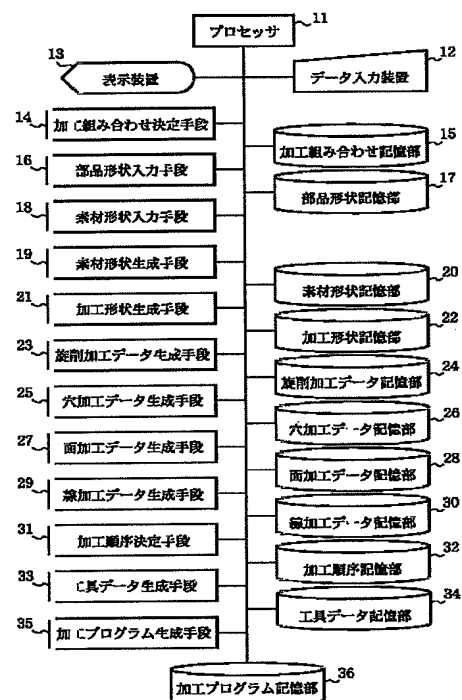 プロセッサ
11
13
表示装置
12
データ入力装置
14
加工組み合わせ決定手段
15
加工組み合わせ記憶部
16
部品形状入力手段
17
部品形状記憶部
18
素材形状入力手段
19
素材形状生成手段
20
素材形状記憶部
21
加工形状生成手段
22
加工形状記憶部
23
旋削加工データ生成手段
24
旋削加工データ記憶部
25
穴加工データ生成手段
26
穴加工データ記憶部
27
面加工データ生成手段
28
面加工データ記憶部
29
線加工データ生成手段
30
線加工データ記憶部
31
加工順序決定手段
32
加工順序記憶部
33
工具データ生成手段
34
工具データ記憶部
35
加工プログラム生成手段
36
加工プログラム記憶部